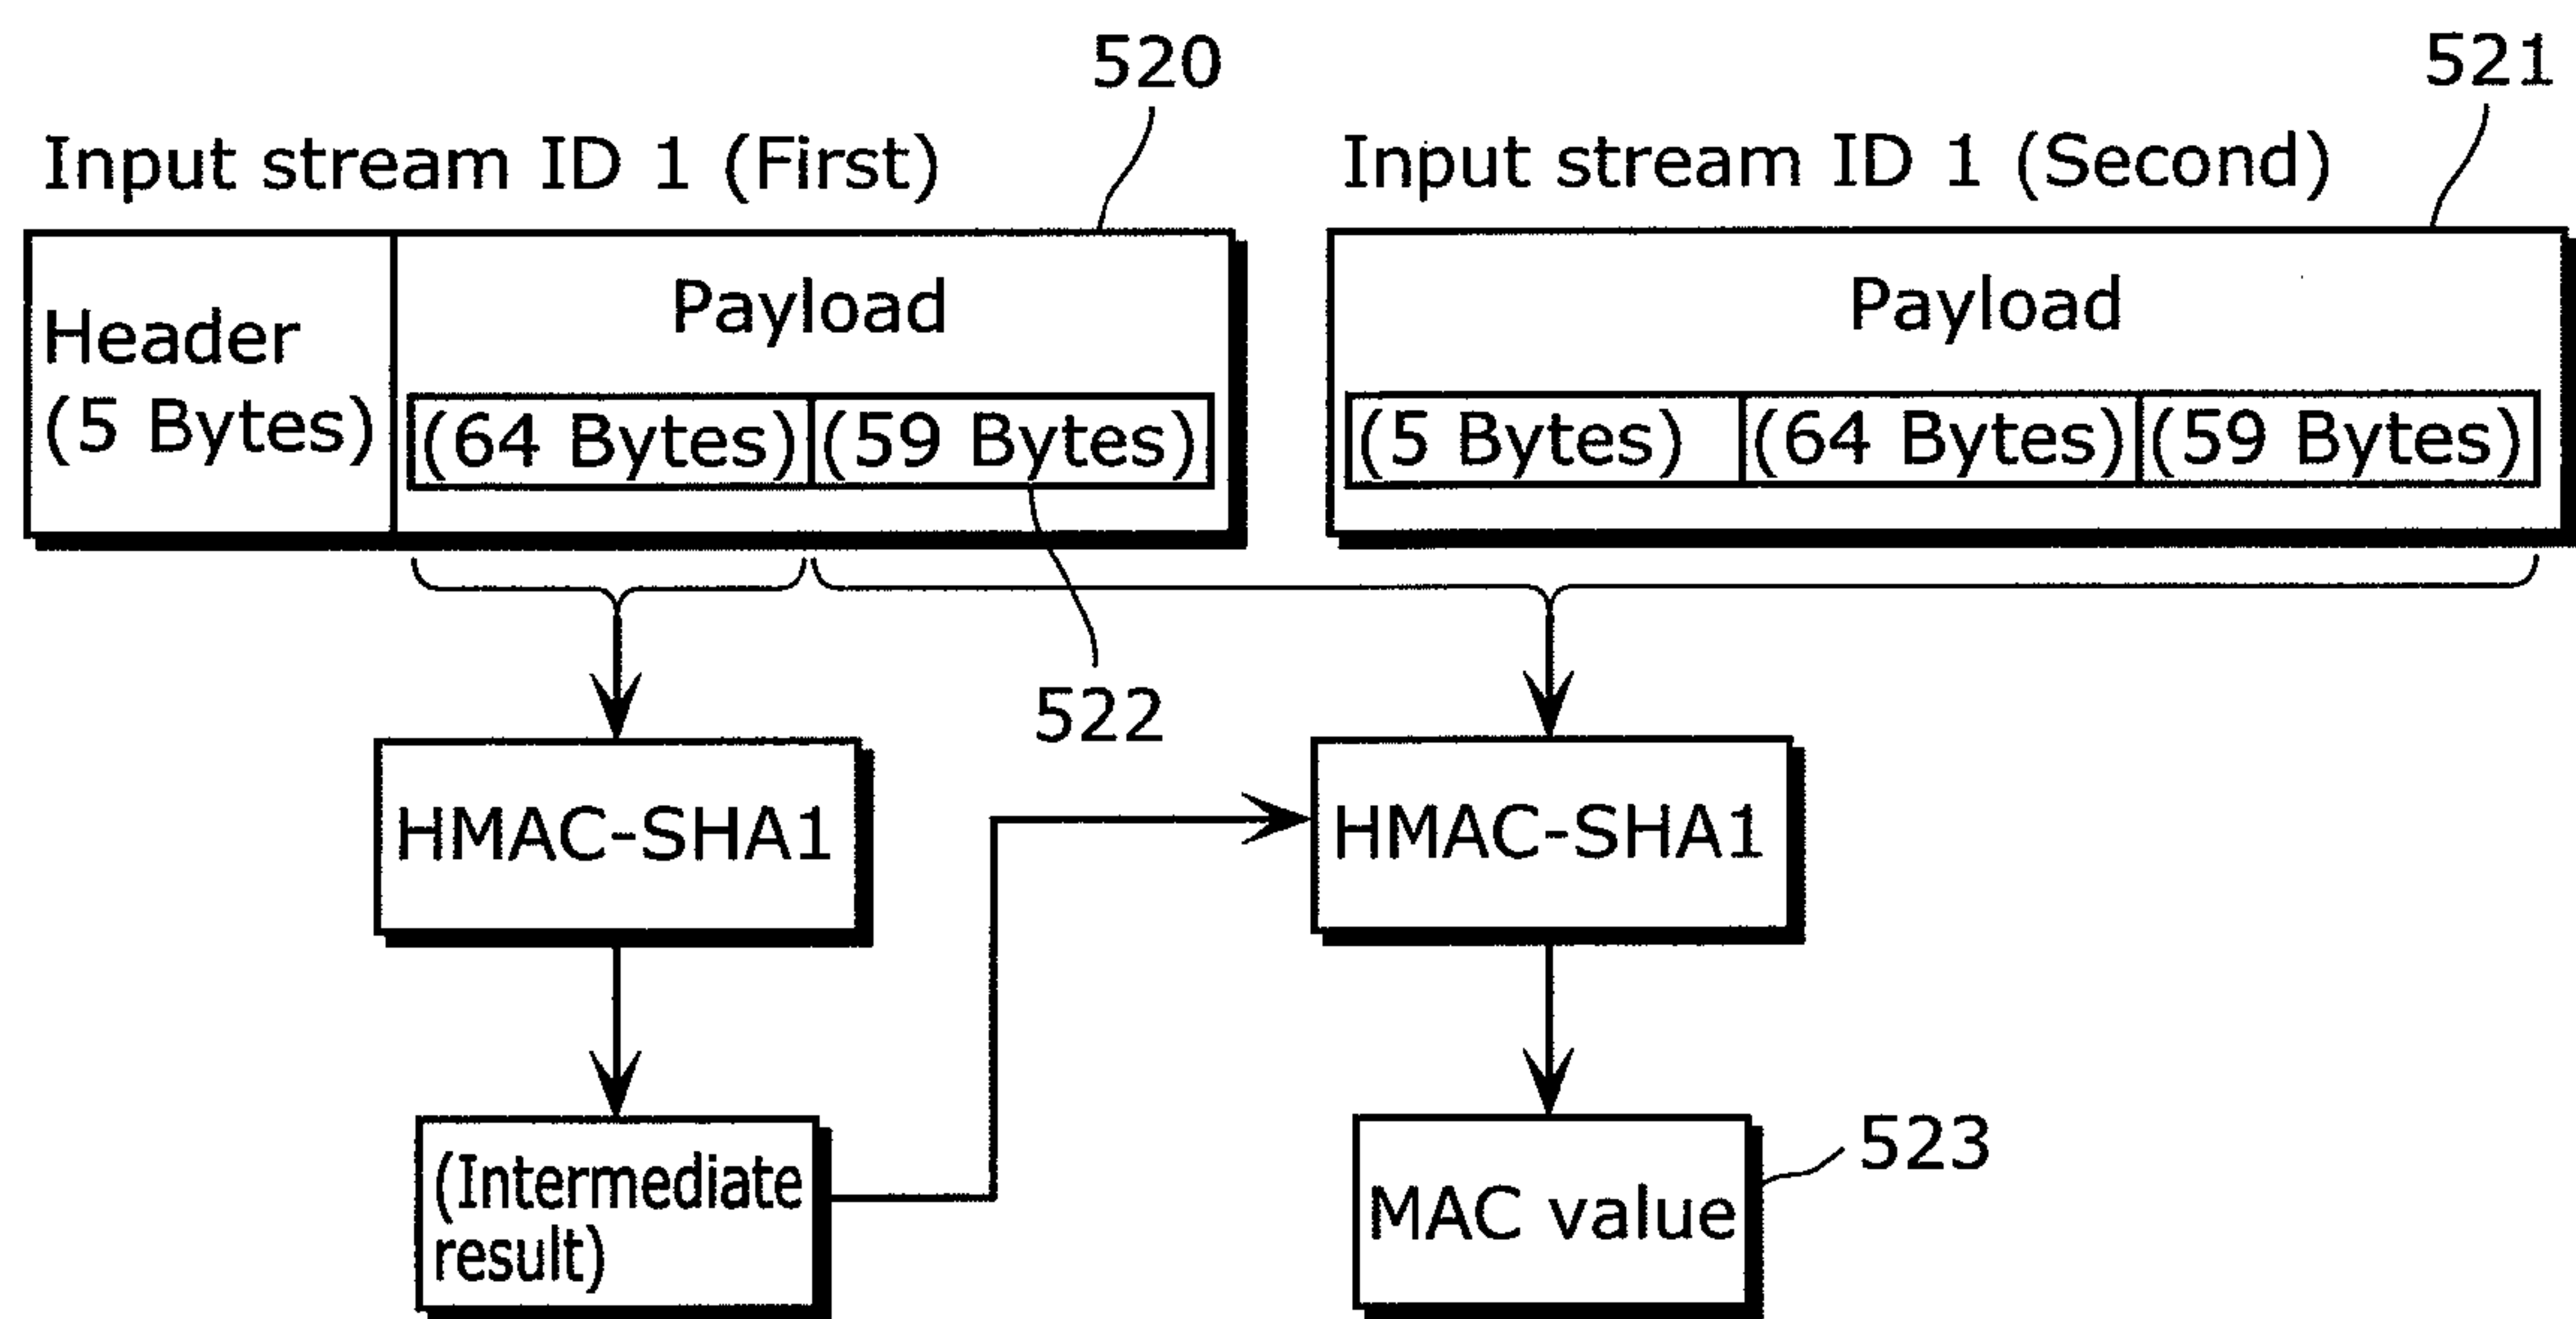 520
521
Input stream ID 1 (First)
Input stream ID 1 (Second)
Header
(5 Bytes)
Payload
(64 Bytes)
(59 Bytes)
Payload
(5 Bytes)
(64 Bytes)
(59 Bytes)
522
HMAC-SHA1
HMAC-SHA1
(Intermediate
result)
MAC value
523